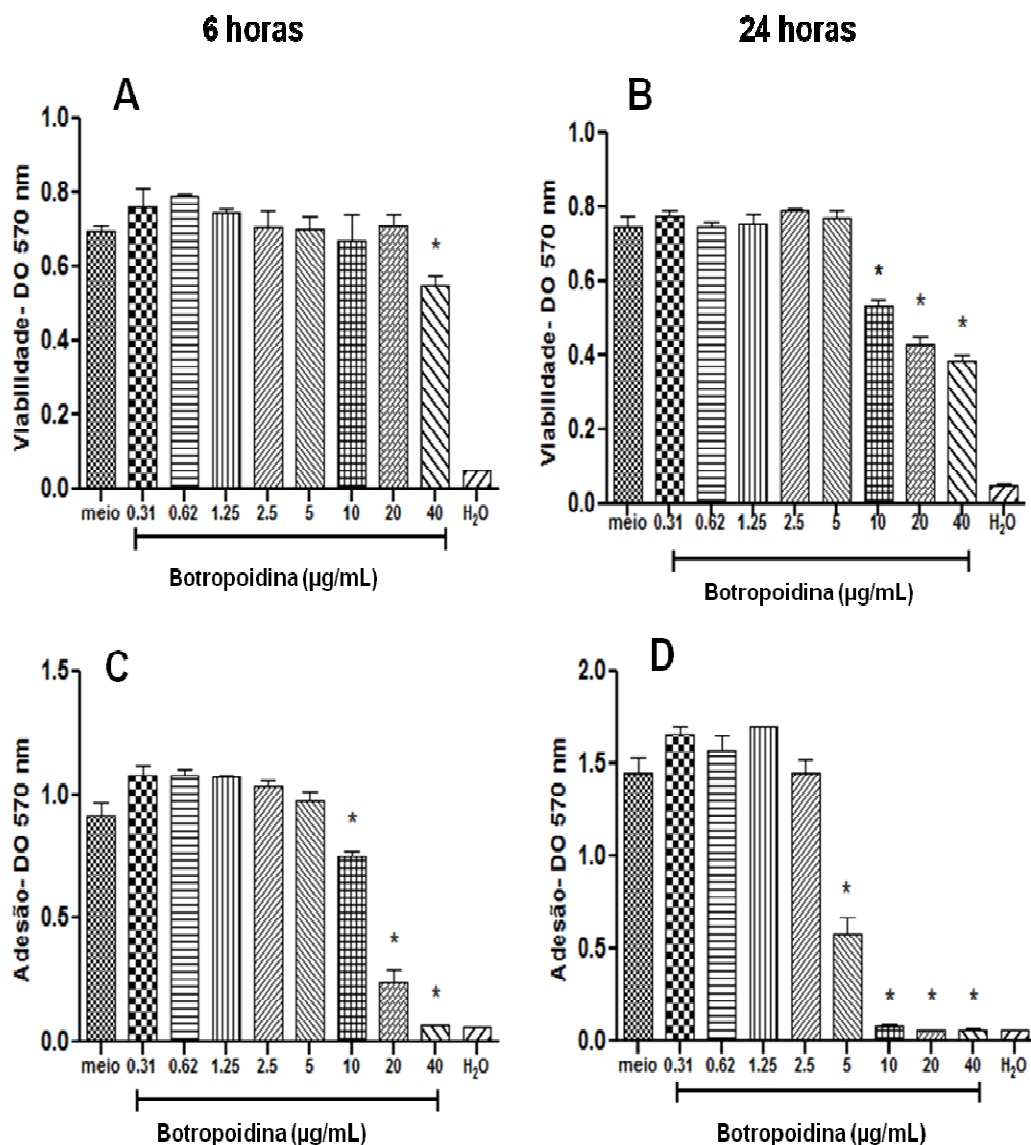 6 horas
24 horas
A
Viabilidade- DO 570 nm
1.0
0.8
0.6
0.4
0.2
0.0
*
meio 0.31 0.62 1.25 2.5 5 10 20 40 H₂O
Botropoidina (µg/mL)
B
Viabilidade- DO 570 nm
1.0
0.8
0.6
0.4
0.2
0.0
* * *
meio 0.31 0.62 1.25 2.5 5 10 20 40 H₂O
Botropoidina (µg/mL)
C
Adesão- DO 570 nm
1.5
1.0
0.5
0.0
* * *
meio 0.31 0.62 1.25 2.5 5 10 20 40 H₂O
Botropoidina (µg/mL)
D
Adesão- DO 570 nm
2.0
1.5
1.0
0.5
0.0
* * * *
meio 0.31 0.62 1.25 2.5 5 10 20 40 H₂O
Botropoidina (µg/mL)